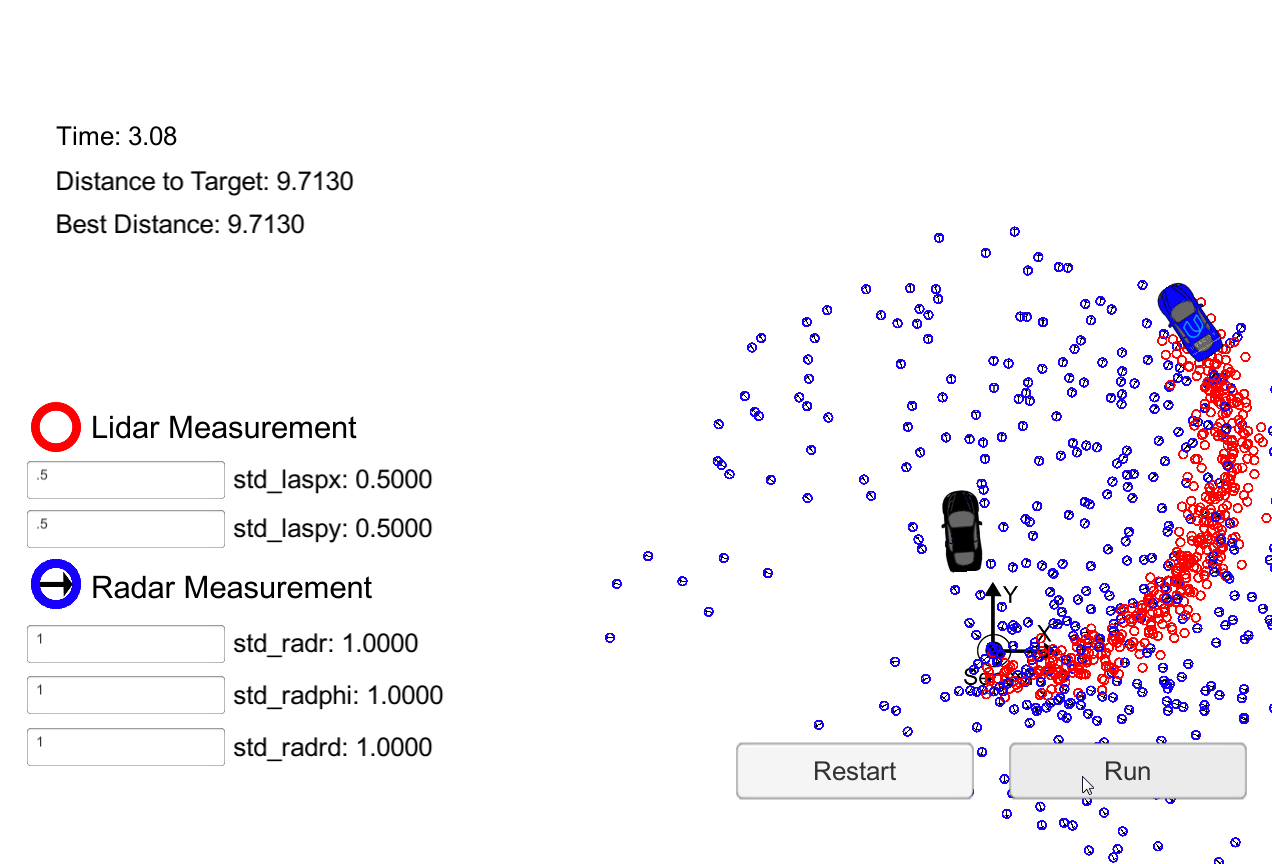 Time: 3.08
Distance to Target: 9.7130
Best Distance: 9.7130
Lidar Measurement
.5
std_laspx: 0.5000
.5
std_laspy: 0.5000
Radar Measurement
1
std_radr: 1.0000
1
std_radphi: 1.0000
1
std_radrd: 1.0000
Y
X
Restart
Run